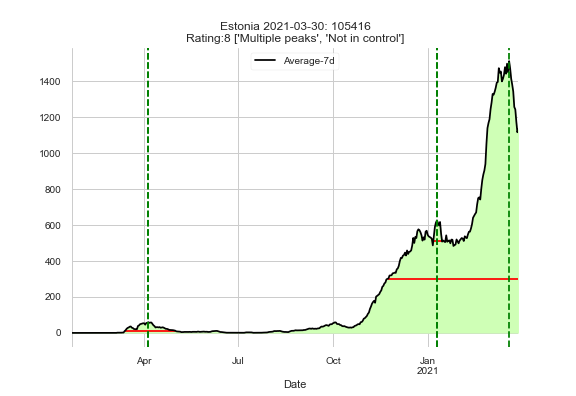 Estonia 2021-03-30: 105416
Rating:8 ['Multiple peaks', 'Not in control']
Average-7d
1400
1200
1000
800
600
400
200
0
Apr
Jul
Oct
Jan
2021
Date